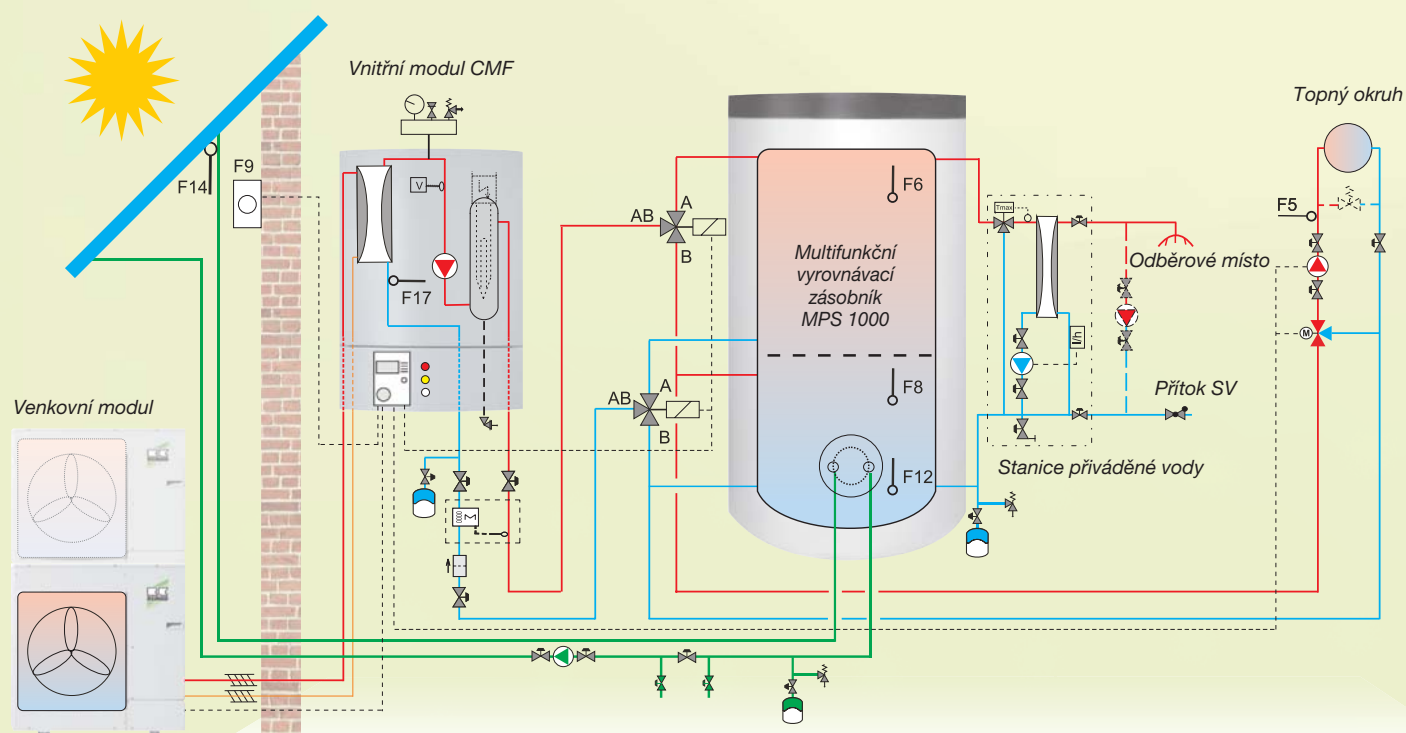 Vnitřní modul CMF
Topný okruh
F14
F9
V
F17
AB
A
B
AB
A
B
F6
Multifunkční
vyrovnávací
zásobník
MPS 1000
F8
F12
Tmax
l/h
Odběrové místo
F5
M
Přítok SV
Stanice přiváděné vody
Venkovní modul
0000
Σ